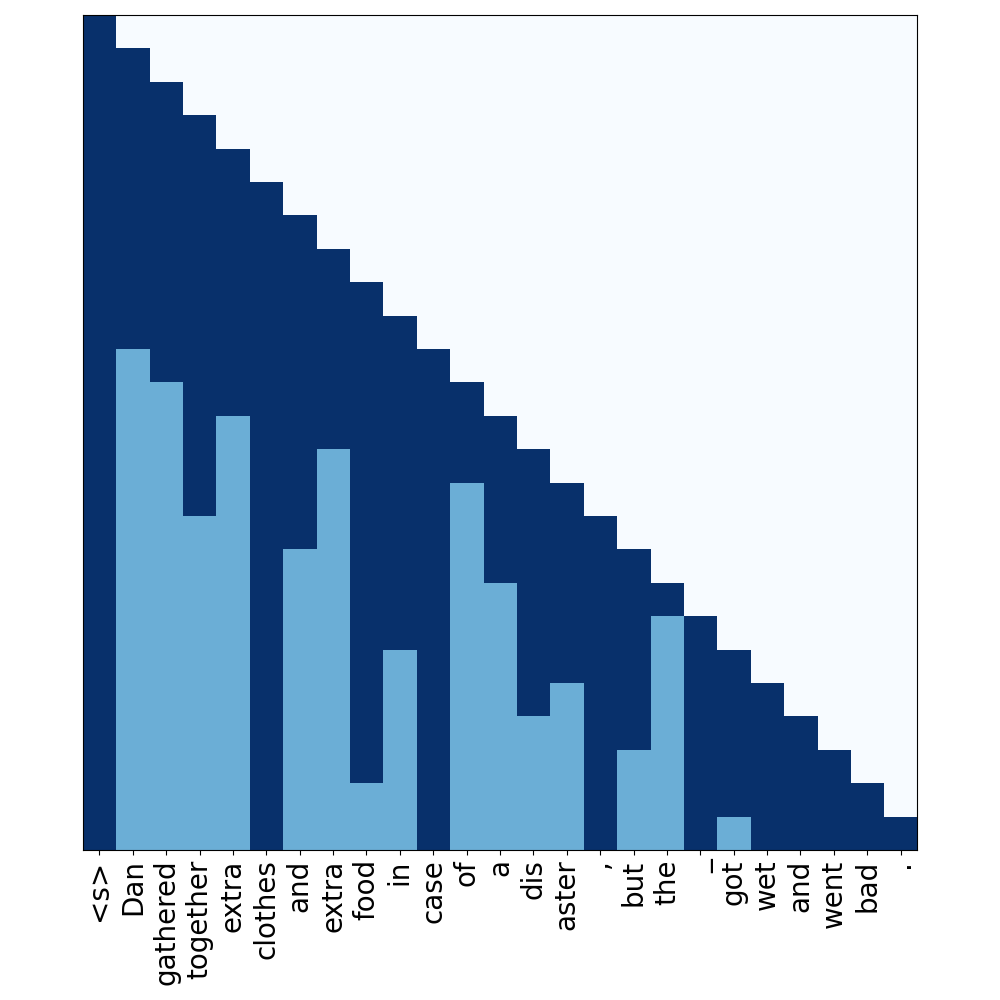 <s> Dan gathered together extra clothes and extra food in case of a dis aster , but the _ got wet and went bad .